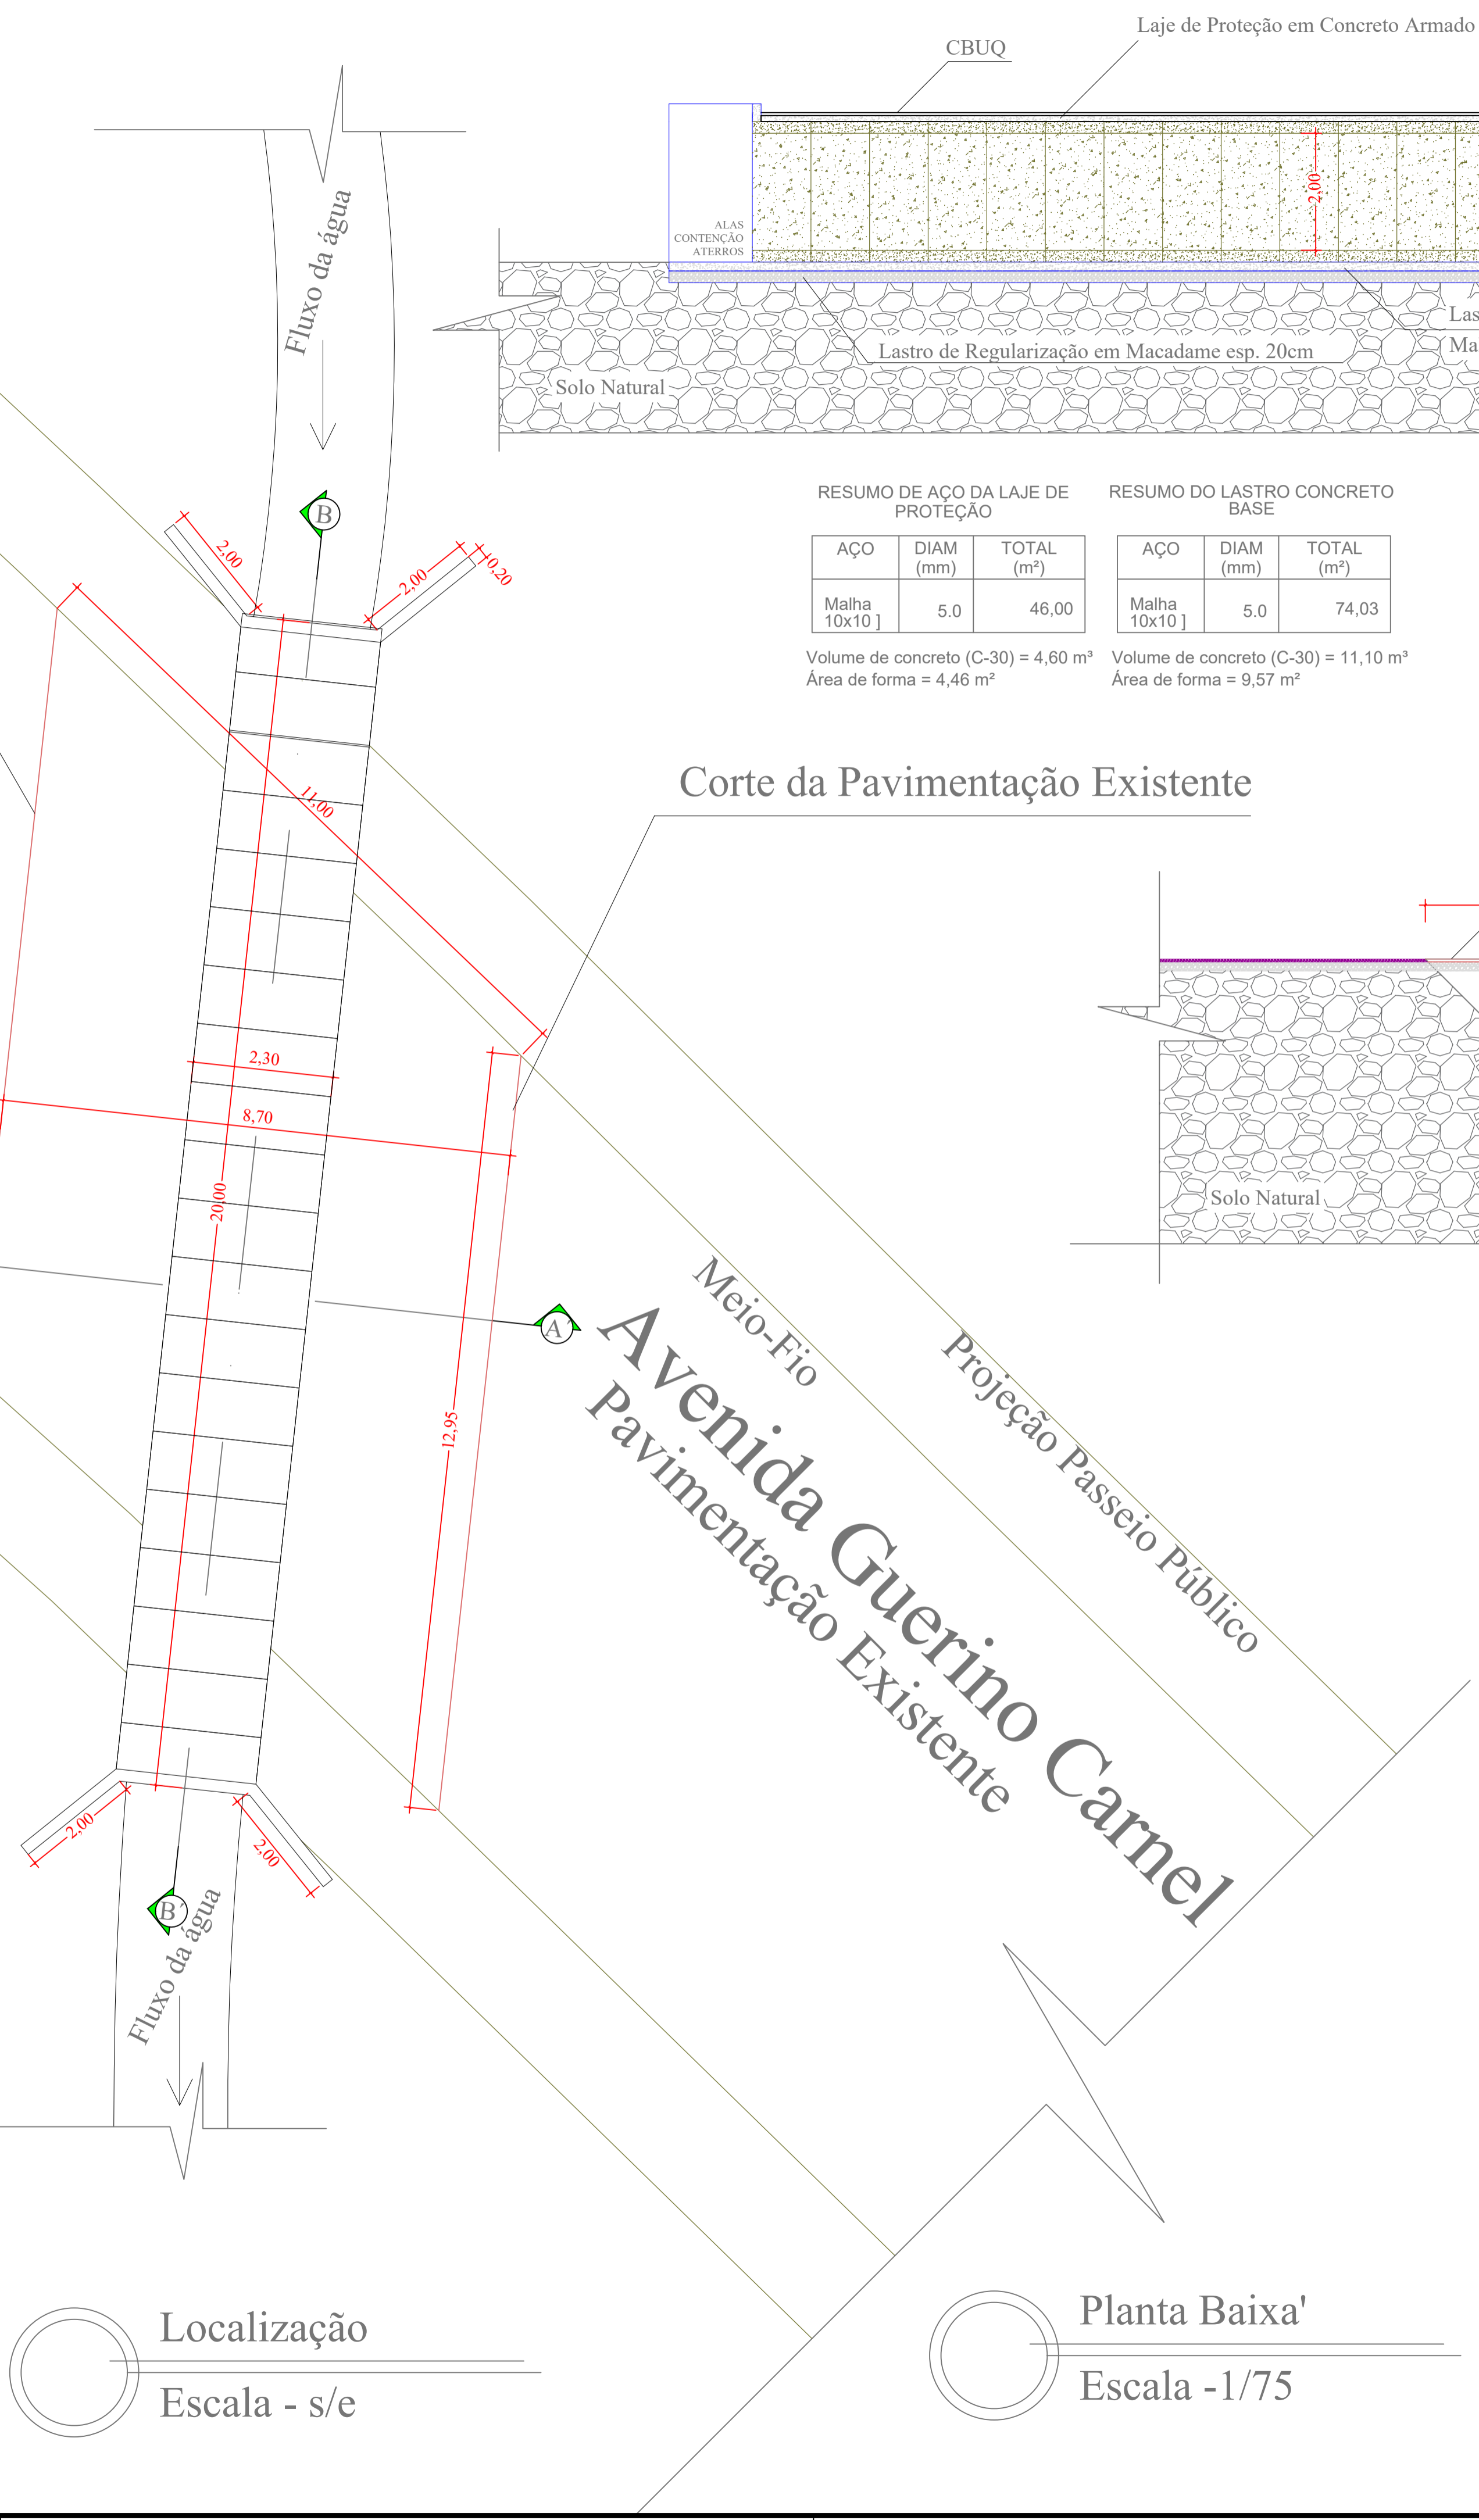 Laje de Proteção em Concreto Armado
CBUQ
2,00
ALAS
CONTENÇÃO
ATERROS
Las
Lastro de Regularização em Macadame esp. 20cm
Ma
Solo Natural
Fluxo da água
B
2,00
2,00
0,20
RESUMO DE AÇO DA LAJE DE
PROTEÇÃO
AÇO DIAM (mm) TOTAL (m²)
Malha 10x10 ] 5.0 46,00
Volume de concreto (C-30) = 4,60 m³
Área de forma = 4,46 m²
RESUMO DO LASTRO CONCRETO
BASE
AÇO DIAM (mm) TOTAL (m²)
Malha 10x10 ] 5.0 74,03
Volume de concreto (C-30) = 11,10 m³
Área de forma = 9,57 m²
Corte da Pavimentação Existente
11,00
2,30
8,70
20,00
Solo Natural
A´
12,95
Meio-Fio
Projeção Passeio Público
Avenida Guerino Carnel
Pavimentação Existente
2,00
2,00
B´
Fluxo da água
Localização
Escala - s/e
Planta Baixa'
Escala -1/75